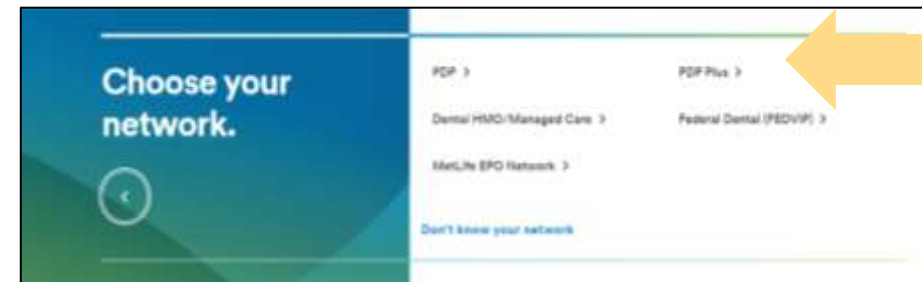 Choose your
network.
PDP >
PDP Plus >
Dental HMO/Managed Care >
Federal Dental (FEDVIP) >
MetLife EPO Network >
Don't know your network